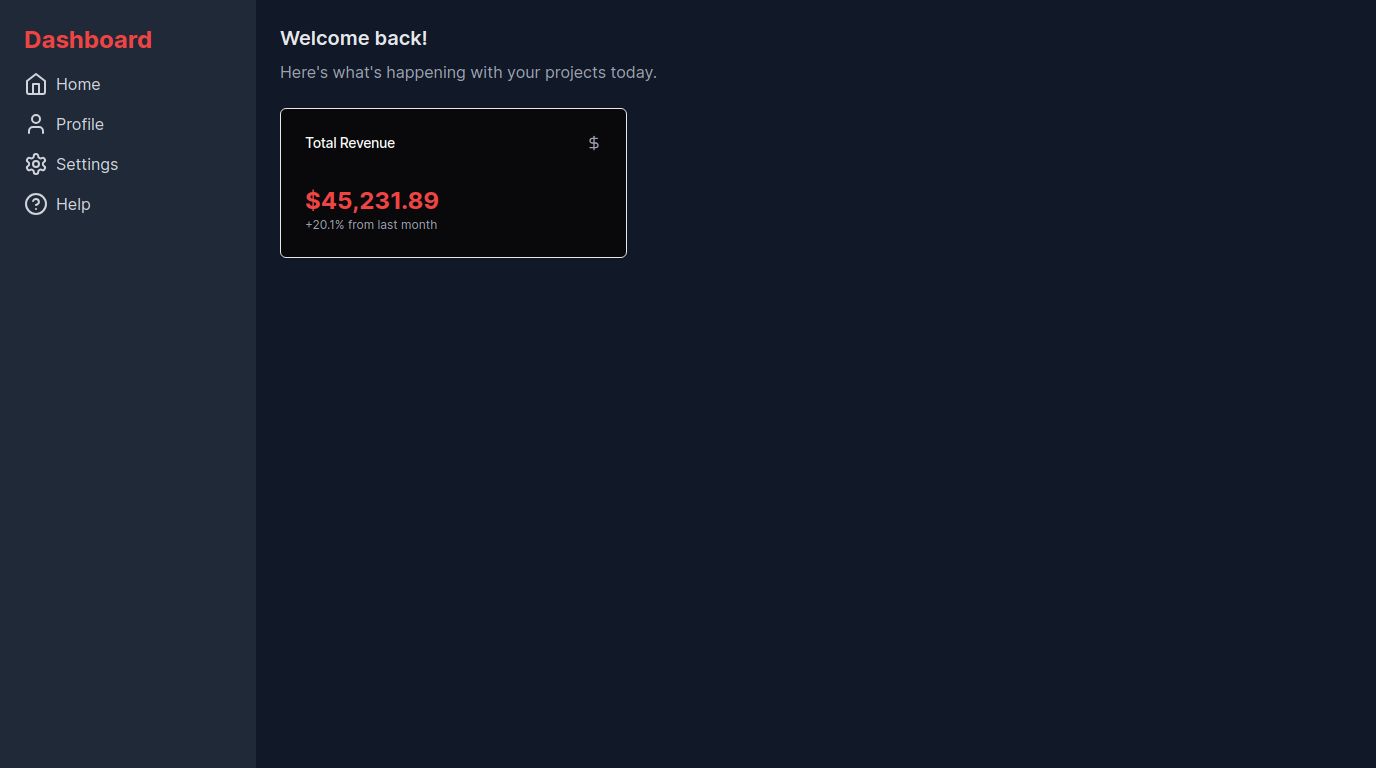 Dashboard
Home
Profile
Settings
Help
Welcome back!
Here's what's happening with your projects today.
Total Revenue
$45,231.89
+20.1% from last month